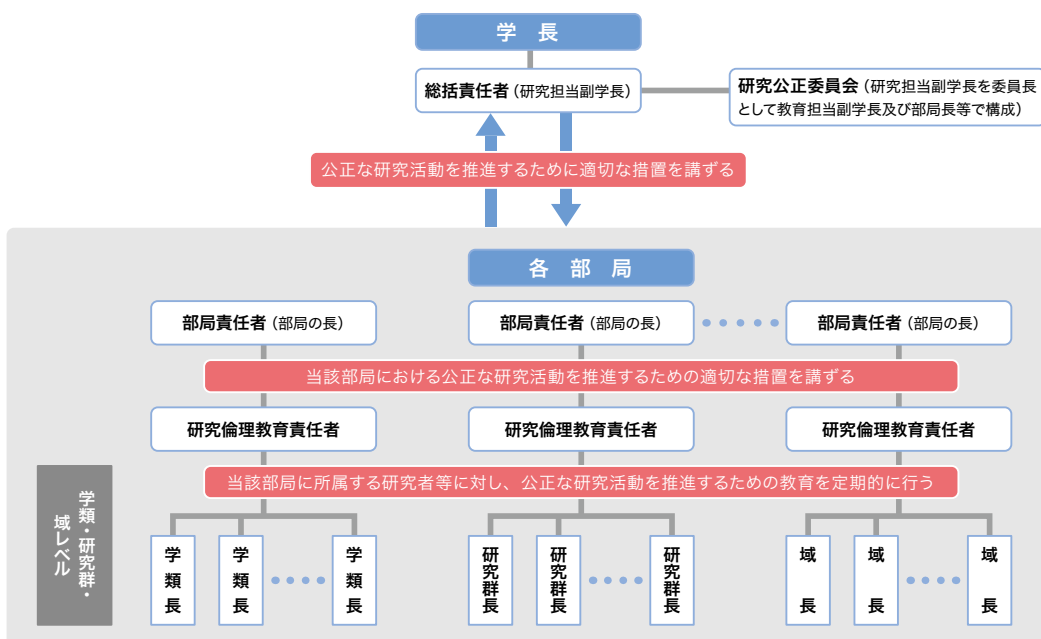 学 長
総括責任者（研究担当副学長）
研究公正委員会（研究担当副学長を委員長
として教育担当副学長及び部局長等で構成）
公正な研究活動を推進するために適切な措置を講ずる
各 部 局
部局責任者（部局の長）
部局責任者（部局の長）
部局責任者（部局の長）
当該部局における公正な研究活動を推進するための適切な措置を講ずる
研究倫理教育責任者
研究倫理教育責任者
研究倫理教育責任者
当該部局に所属する研究者等に対し、公正な研究活動を推進するための教育を定期的に行う
学類・研究群・
域レベル
学類長
学類長
学類長
研究群長
研究群長
研究群長
域 長
域 長
域 長